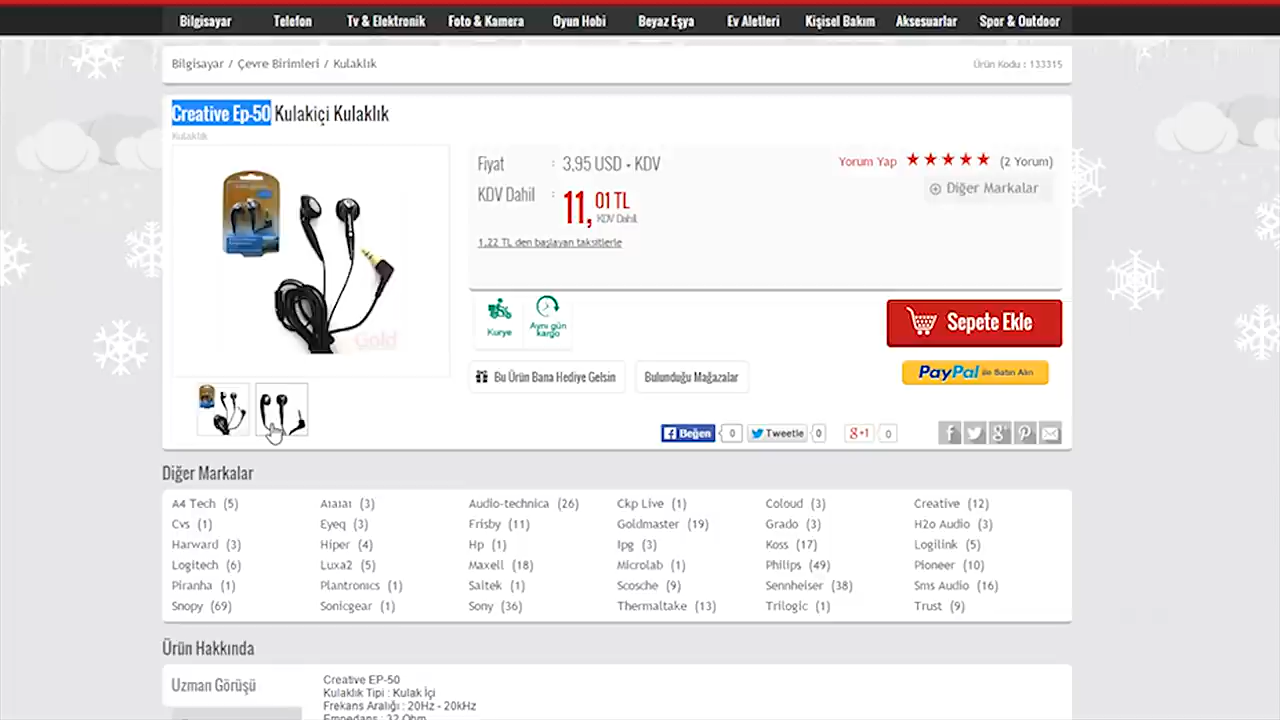 Bilgisayar Telefon Tv & Elektronik Foto & Kamera Oyun Hobi Beyaz Eşya Ev Aletleri Kişisel Bakım Aksesuarlar Spor & Outdoor
Bilgisayar / Çevre Birimleri / Kulaklık Ürün Kodu : 133315
Creative Ep-50 Kulakiçi Kulaklık
Kulaklık
Fiyat : 3,95 USD + KDV
Yorum Yap (2 Yorum)
KDV Dahil : 11,01 TL KDV Dahil
Diğer Markalar
1,22 TL den başlayan taksitlerle
Gold
Kurye Aynı gün kargo
Sepete Ekle
Bu Ürün Bana Hediye Gelsin Bulunduğu Mağazalar
PayPal ile Satın Alın
Beğen 0 Tweetle 0 g+1 0
Diğer Markalar
A4 Tech (5) (3) Audio-technica (26) Ckp Live (1) Coloud (3) Creative (12)
Cvs (1) Eyeq (3) Frisby (11) Goldmaster (19) Grado (3) H2o Audio (3)
Harward (3) Hiper (4) Hp (1) Ipg (3) Koss (17) Logilink (5)
Logitech (6) Luxa2 (5) Maxell (18) Microlab (1) Philips (49) Pioneer (10)
Piranha (1) Plantronics (1) Saitek (1) Scosche (9) Sennheiser (38) Sms Audio (16)
Snopy (69) Sonicgear (1) Sony (36) Thermaltake (13) Trilogic (1) Trust (9)
Ürün Hakkında
Uzman Görüşü
Creative EP-50
Kulaklık Tipi : Kulak İçi
Frekans Aralığı : 20Hz - 20kHz
Empedans : 32 Ohm